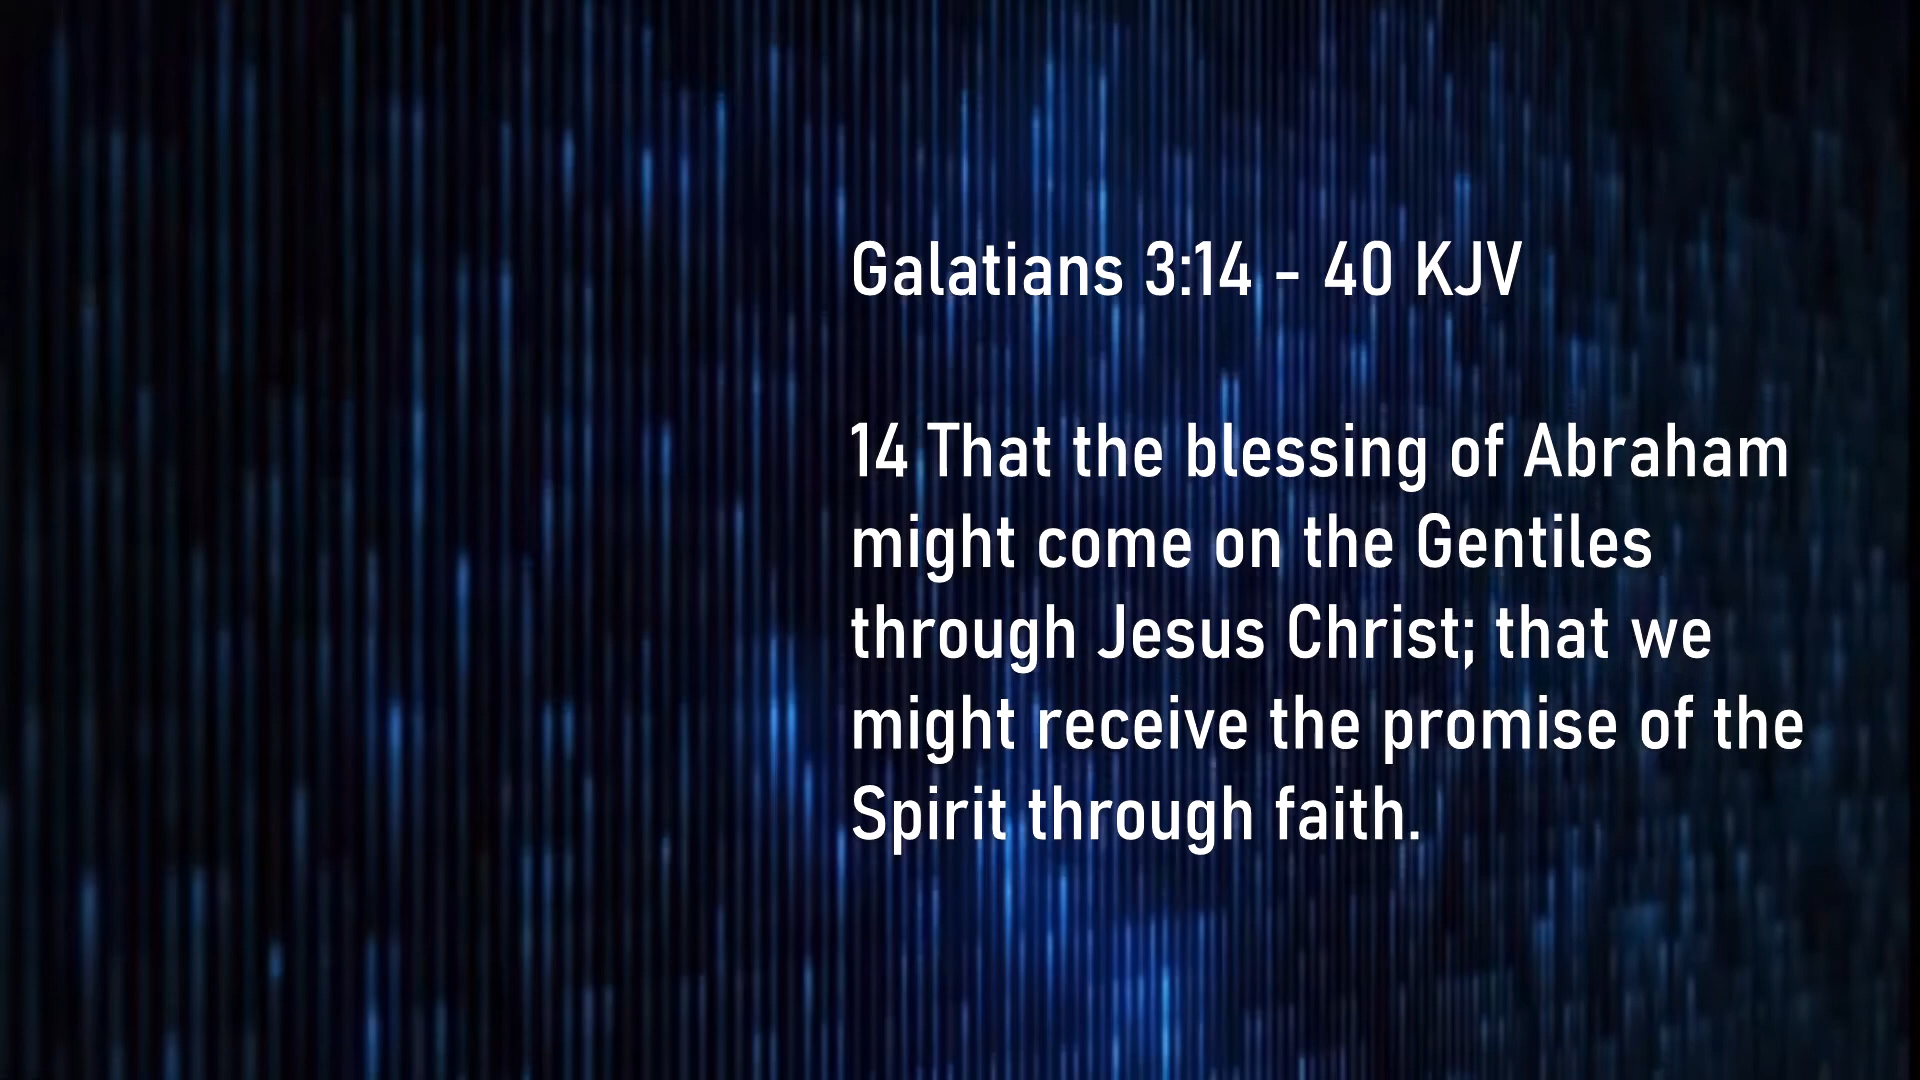 Galatians 3:14 - 40 KJV
14 That the blessing of Abraham
might come on the Gentiles
through Jesus Christ; that we
might receive the promise of the
Spirit through faith.